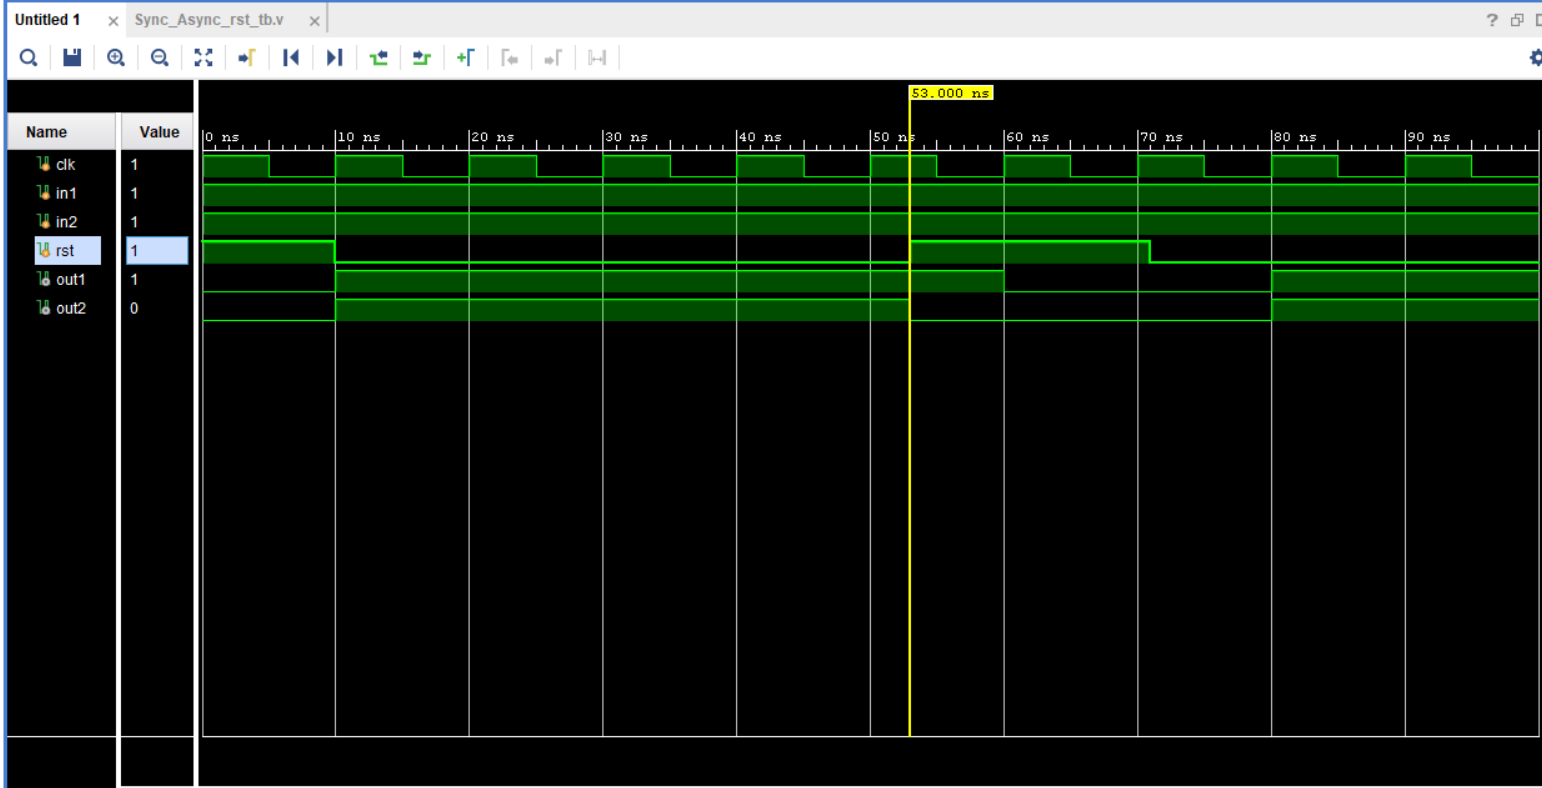 Untitled 1 × Sync_Async_rst_tb.v ×
?
53.000 ns
Name Value
0 ns 10 ns 20 ns 30 ns 40 ns 50 ns 60 ns 70 ns 80 ns 90 ns
clk 1
in1 1
in2 1
rst 1
out1 1
out2 0